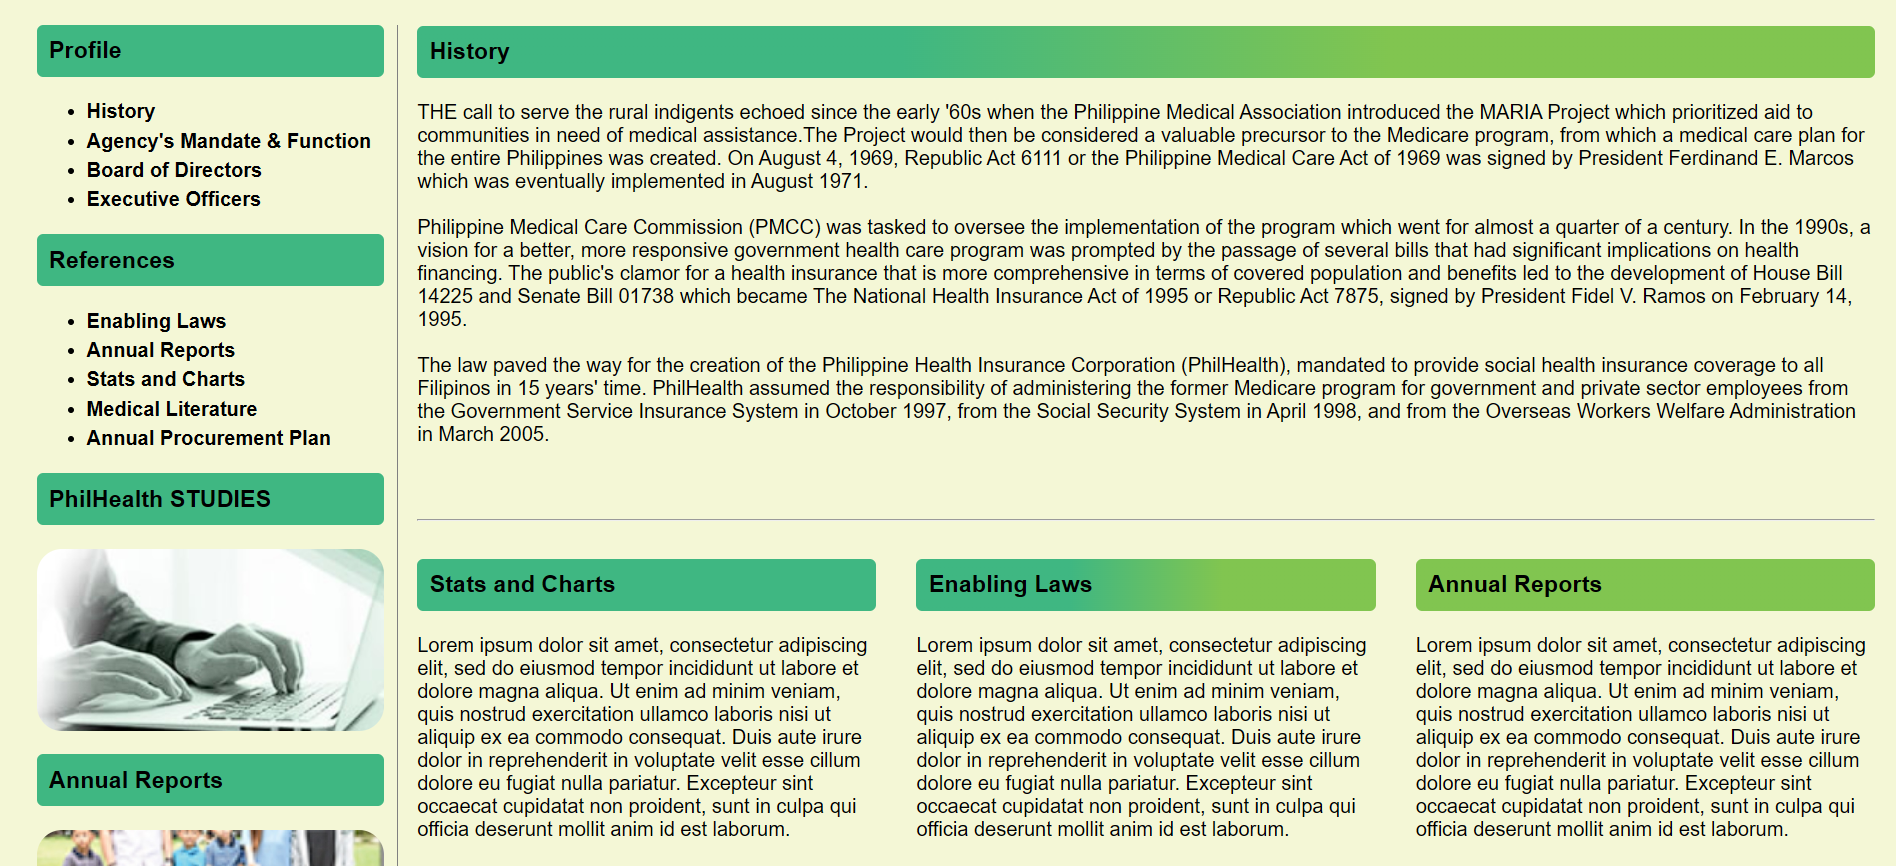 Profile
History
Agency's Mandate & Function
Board of Directors
Executive Officers
References
Enabling Laws
Annual Reports
Stats and Charts
Medical Literature
Annual Procurement Plan
PhilHealth STUDIES
Annual Reports
History
THE call to serve the rural indigents echoed since the early '60s when the Philippine Medical Association introduced the MARIA Project which prioritized aid to
communities in need of medical assistance.The Project would then be considered a valuable precursor to the Medicare program, from which a medical care plan for
the entire Philippines was created. On August 4, 1969, Republic Act 6111 or the Philippine Medical Care Act of 1969 was signed by President Ferdinand E. Marcos
which was eventually implemented in August 1971.
Philippine Medical Care Commission (PMCC) was tasked to oversee the implementation of the program which went for almost a quarter of a century. In the 1990s, a
vision for a better, more responsive government health care program was prompted by the passage of several bills that had significant implications on health
financing. The public's clamor for a health insurance that is more comprehensive in terms of covered population and benefits led to the development of House Bill
14225 and Senate Bill 01738 which became The National Health Insurance Act of 1995 or Republic Act 7875, signed by President Fidel V. Ramos on February 14,
1995.
The law paved the way for the creation of the Philippine Health Insurance Corporation (PhilHealth), mandated to provide social health insurance coverage to all
Filipinos in 15 years' time. PhilHealth assumed the responsibility of administering the former Medicare program for government and private sector employees from
the Government Service Insurance System in October 1997, from the Social Security System in April 1998, and from the Overseas Workers Welfare Administration
in March 2005.
Stats and Charts
Lorem ipsum dolor sit amet, consectetur adipiscing
elit, sed do eiusmod tempor incididunt ut labore et
dolore magna aliqua. Ut enim ad minim veniam,
quis nostrud exercitation ullamco laboris nisi ut
aliquip ex ea commodo consequat. Duis aute irure
dolor in reprehenderit in voluptate velit esse cillum
dolore eu fugiat nulla pariatur. Excepteur sint
occaecat cupidatat non proident, sunt in culpa qui
officia deserunt mollit anim id est laborum.
Enabling Laws
Lorem ipsum dolor sit amet, consectetur adipiscing
elit, sed do eiusmod tempor incididunt ut labore et
dolore magna aliqua. Ut enim ad minim veniam,
quis nostrud exercitation ullamco laboris nisi ut
aliquip ex ea commodo consequat. Duis aute irure
dolor in reprehenderit in voluptate velit esse cillum
dolore eu fugiat nulla pariatur. Excepteur sint
occaecat cupidatat non proident, sunt in culpa qui
officia deserunt mollit anim id est laborum.
Annual Reports
Lorem ipsum dolor sit amet, consectetur adipiscing
elit, sed do eiusmod tempor incididunt ut labore et
dolore magna aliqua. Ut enim ad minim veniam,
quis nostrud exercitation ullamco laboris nisi ut
aliquip ex ea commodo consequat. Duis aute irure
dolor in reprehenderit in voluptate velit esse cillum
dolore eu fugiat nulla pariatur. Excepteur sint
occaecat cupidatat non proident, sunt in culpa qui
officia deserunt mollit anim id est laborum.